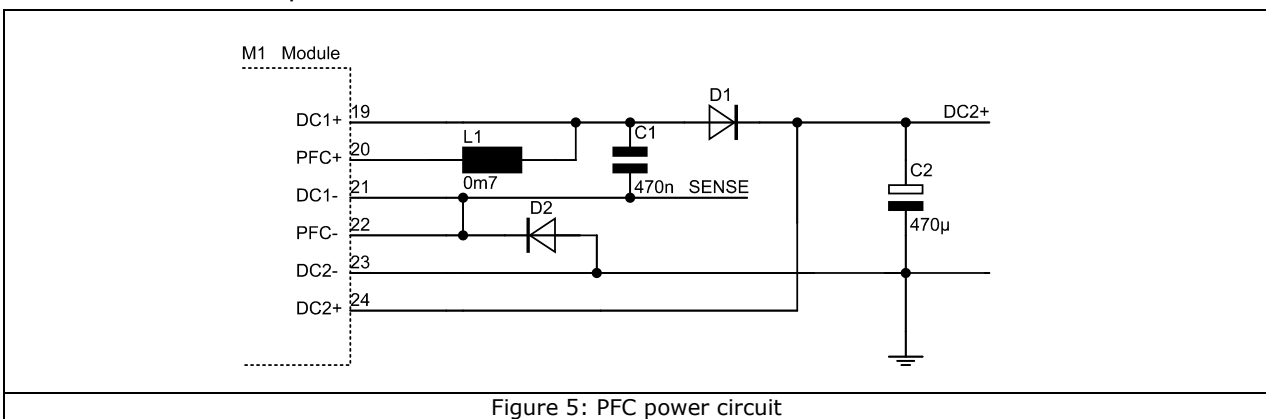 M1 Module
D1
DC1+ 19
DC2+
L1
C1
PFC+ 20
C2
0m7
470n SENSE
DC1- 21
D2
470µ
PFC- 22
DC2- 23
DC2+ 24
Figure 5: PFC power circuit